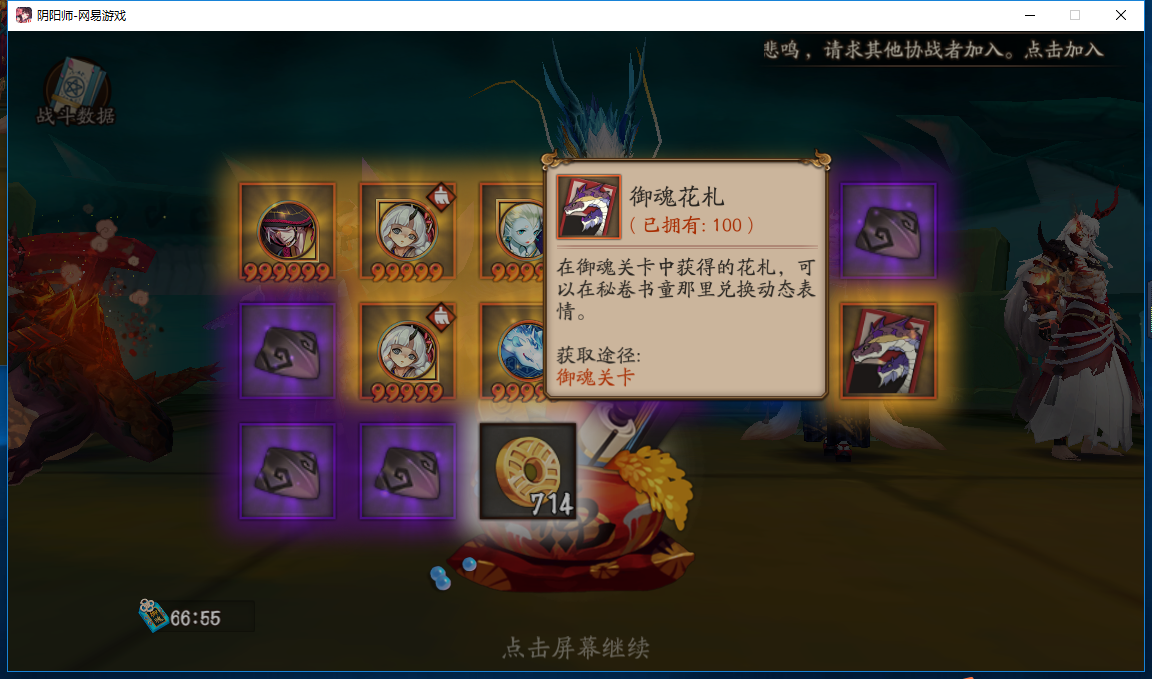 阴阳师-网易游戏
悲鸣，请求其他协战者加入。点击加入
战斗数据
御魂花札
（已拥有: 100 ）
在御魂关卡中获得的花札，可
以在秘卷书童那里兑换动态表
情。
获取途径:
御魂关卡
714
66:55
点击屏幕继续